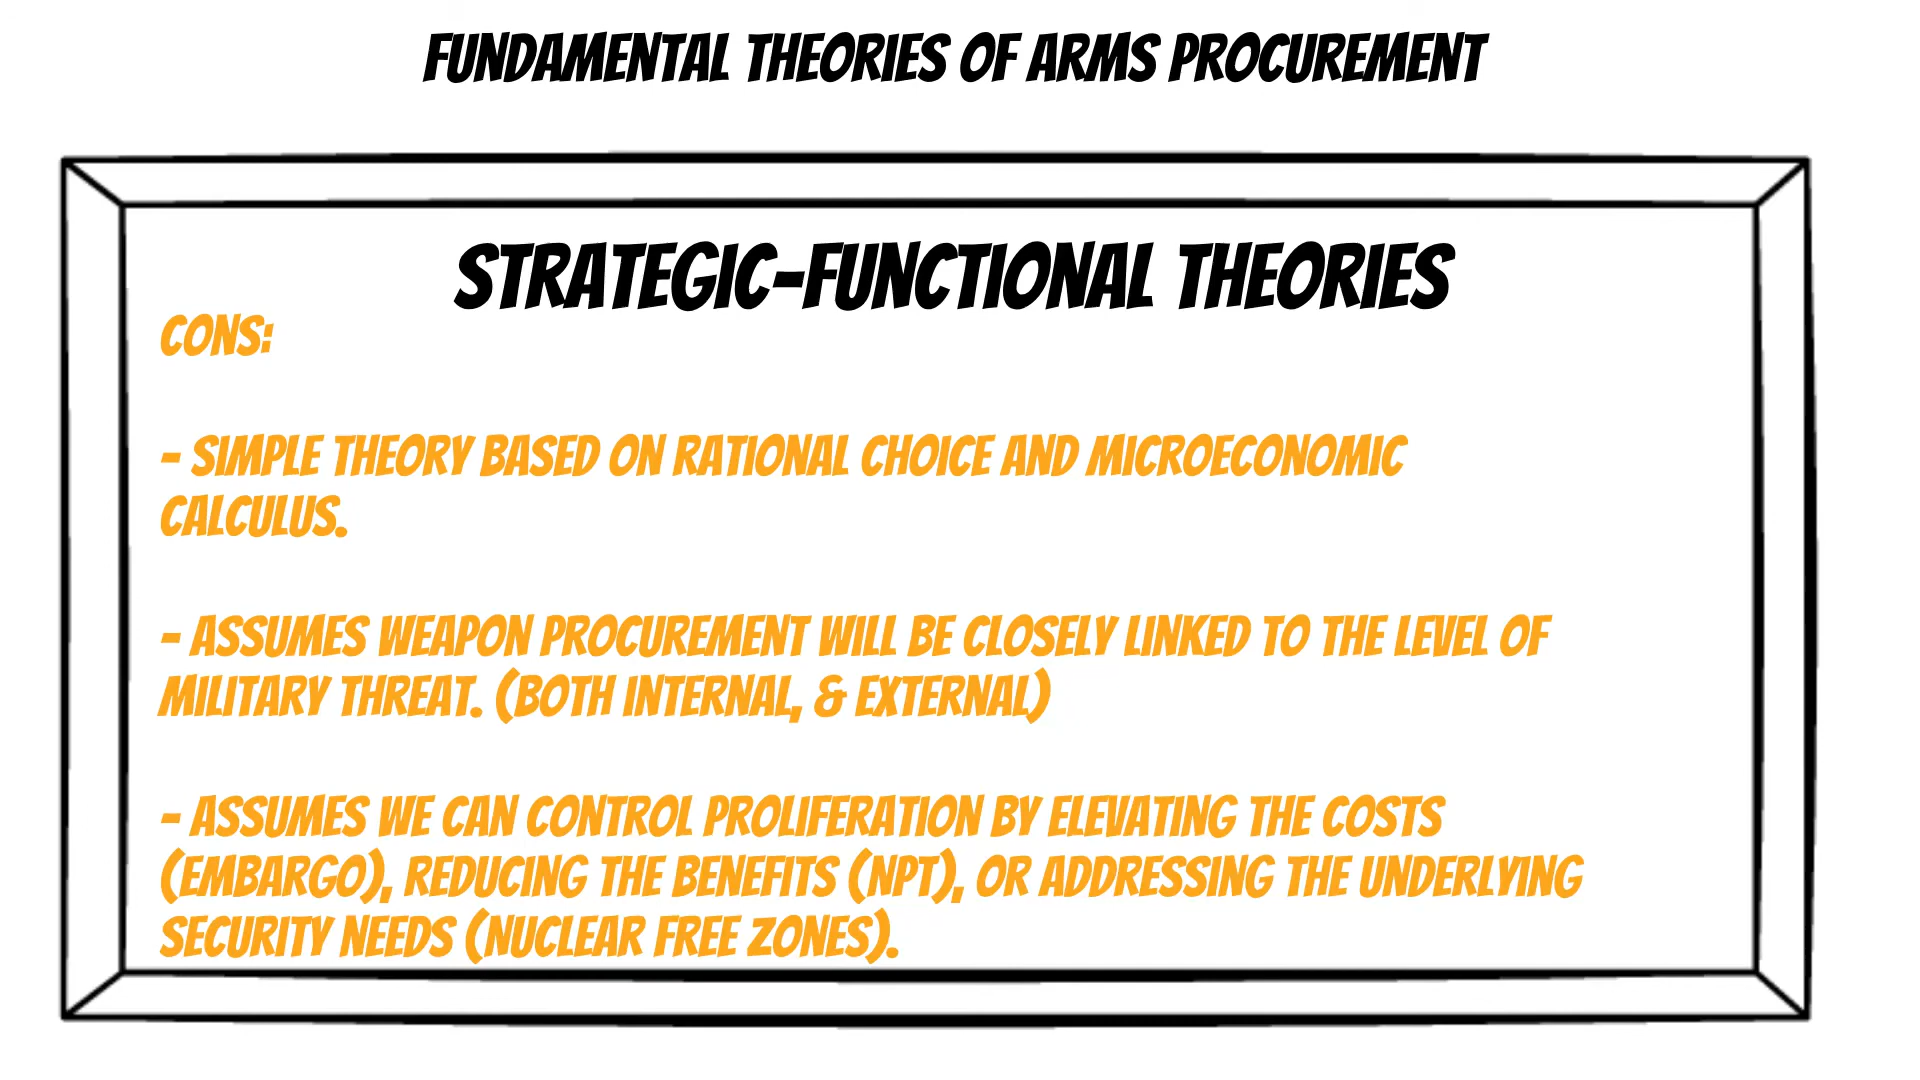 FUNDAMENTAL THEORIES OF ARMS PROCUREMENT
STRATEGIC-FUNCTIONAL THEORIES
CONS:
- SIMPLE THEORY BASED ON RATIONAL CHOICE AND MICROECONOMIC
CALCULUS.
- ASSUMES WEAPON PROCUREMENT WILL BE CLOSELY LINKED TO THE LEVEL OF
MILITARY THREAT. (BOTH INTERNAL, & EXTERNAL)
- ASSUMES WE CAN CONTROL PROLIFERATION BY ELEVATING THE COSTS
(EMBARGO), REDUCING THE BENEFITS (NPT), OR ADDRESSING THE UNDERLYING
SECURITY NEEDS (NUCLEAR FREE ZONES).